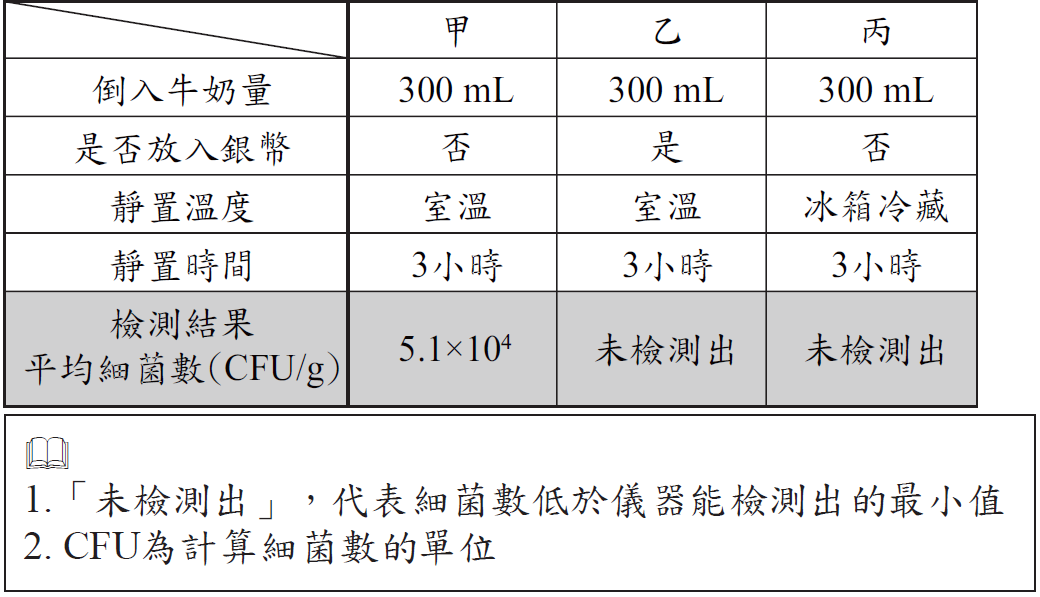 甲 乙 丙
倒入牛奶量 300 mL 300 mL 300 mL
是否放入銀幣 否 是 否
靜置溫度 室溫 室溫 冰箱冷藏
靜置時間 3小時 3小時 3小時
檢測結果
平均細菌數(CFU/g) 5.1×10⁴ 未檢測出 未檢測出
1.「未檢測出」,代表細菌數低於儀器能檢測出的最小值
2. CFU為計算細菌數的單位